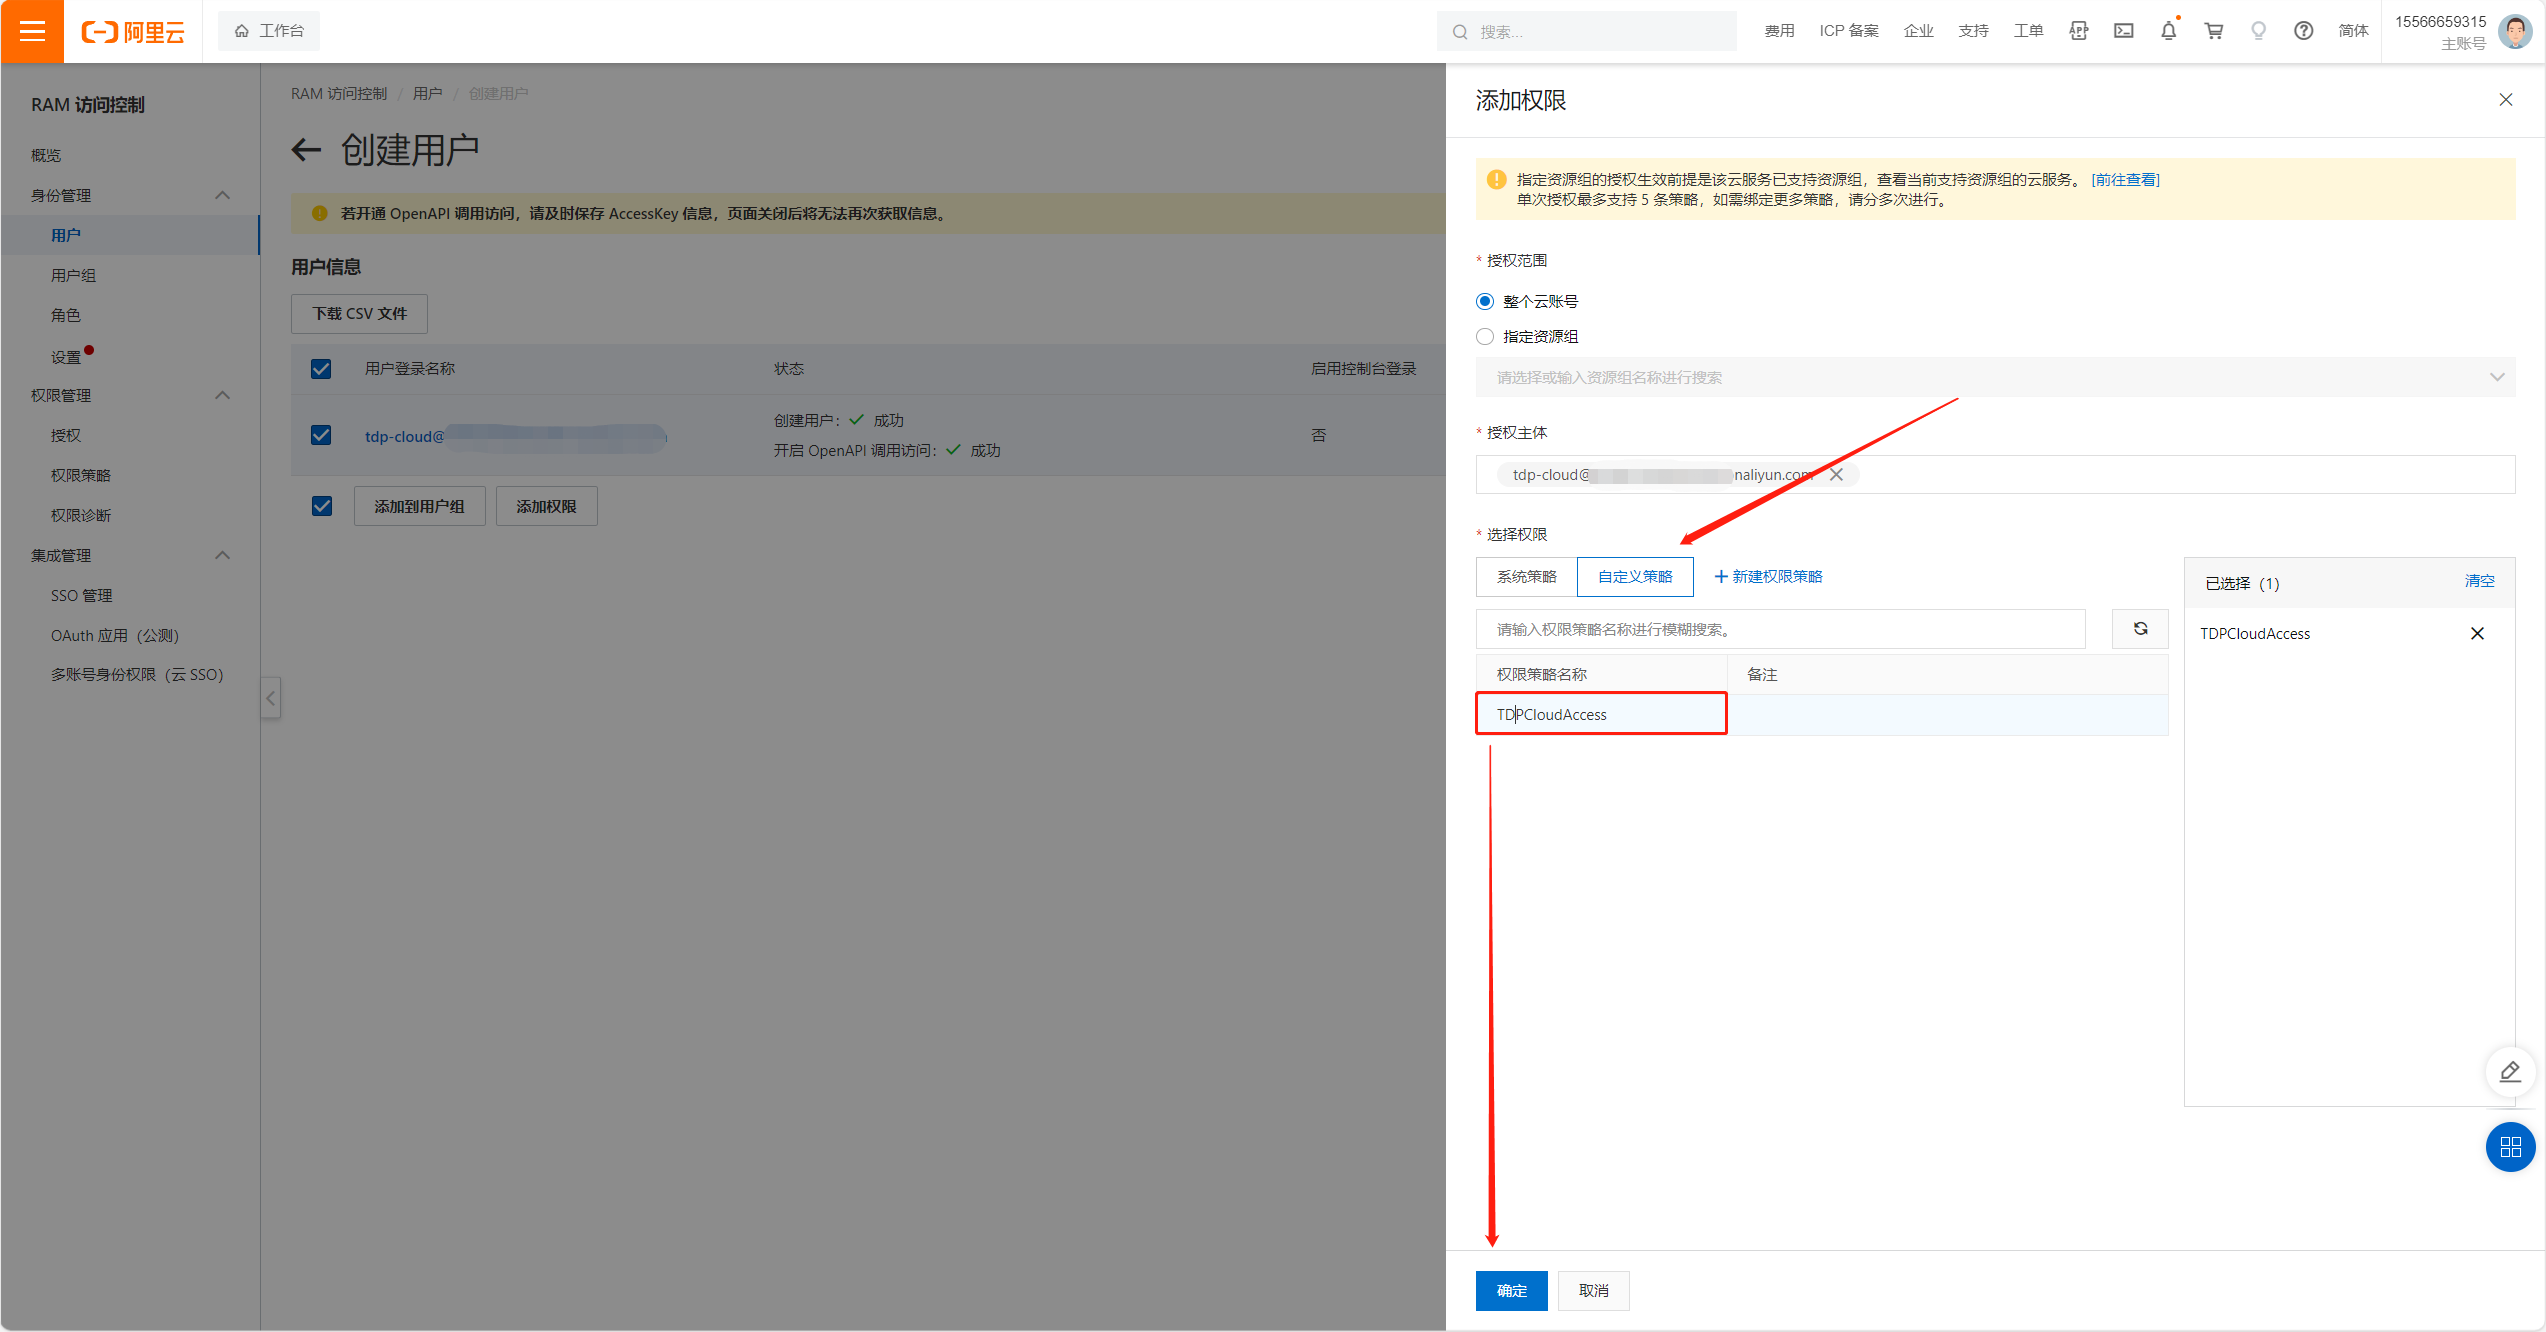 阿里云
工作台
搜索...
费用
ICP 备案
企业
支持
工单
APP
简体
15566659315
主账号
RAM 访问控制
概览
身份管理
用户
用户组
角色
设置
权限管理
授权
权限策略
权限诊断
集成管理
SSO 管理
OAuth 应用（公测）
多账号身份权限（云 SSO）
RAM 访问控制 / 用户 / 创建用户
创建用户
若开通 OpenAPI 调用访问，请及时保存 AccessKey 信息，页面关闭后将无法再次获取信息。
用户信息
下载 CSV 文件
用户登录名称
状态
启用控制台登录
tdp-cloud@
创建用户： 成功
开启 OpenAPI 调用访问： 成功
否
添加到用户组
添加权限
添加权限
指定资源组的授权生效前提是该云服务已支持资源组，查看当前支持资源组的云服务。 [前往查看]
单次授权最多支持 5 条策略，如需绑定更多策略，请分多次进行。
* 授权范围
整个云账号
指定资源组
请选择或输入资源组名称进行搜索
* 授权主体
tdp-cloud@ naliyun.com
* 选择权限
系统策略
自定义策略
+ 新建权限策略
请输入权限策略名称进行模糊搜索。
权限策略名称
备注
TDPCloudAccess
已选择（1）
清空
TDPCloudAccess
确定
取消